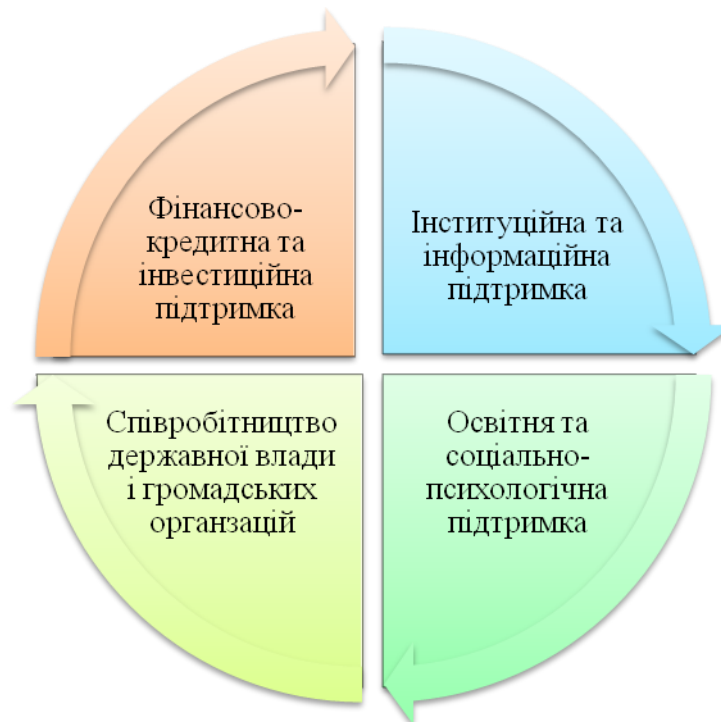 Фінансово-
кредитна та
інвестиційна
підтримка
Інституційна та
інформаційна
підтримка
Співробітництво
державної влади
і громадських
органзацій
Освітня та
соціально-
психологічна
підтримка